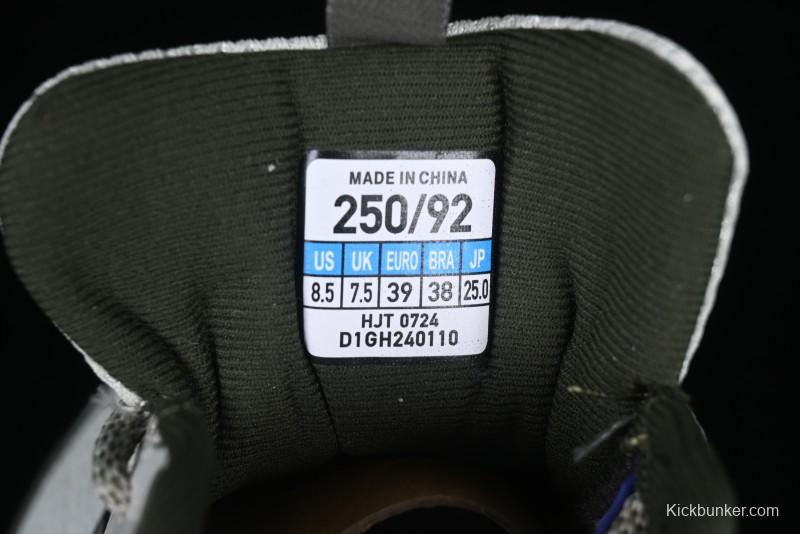 MADE IN CHINA
250/92
US UK EURO BRA JP
8.5 7.5 39 38 25.0
HJT 0724
D1GH240110
Kickbunker.com